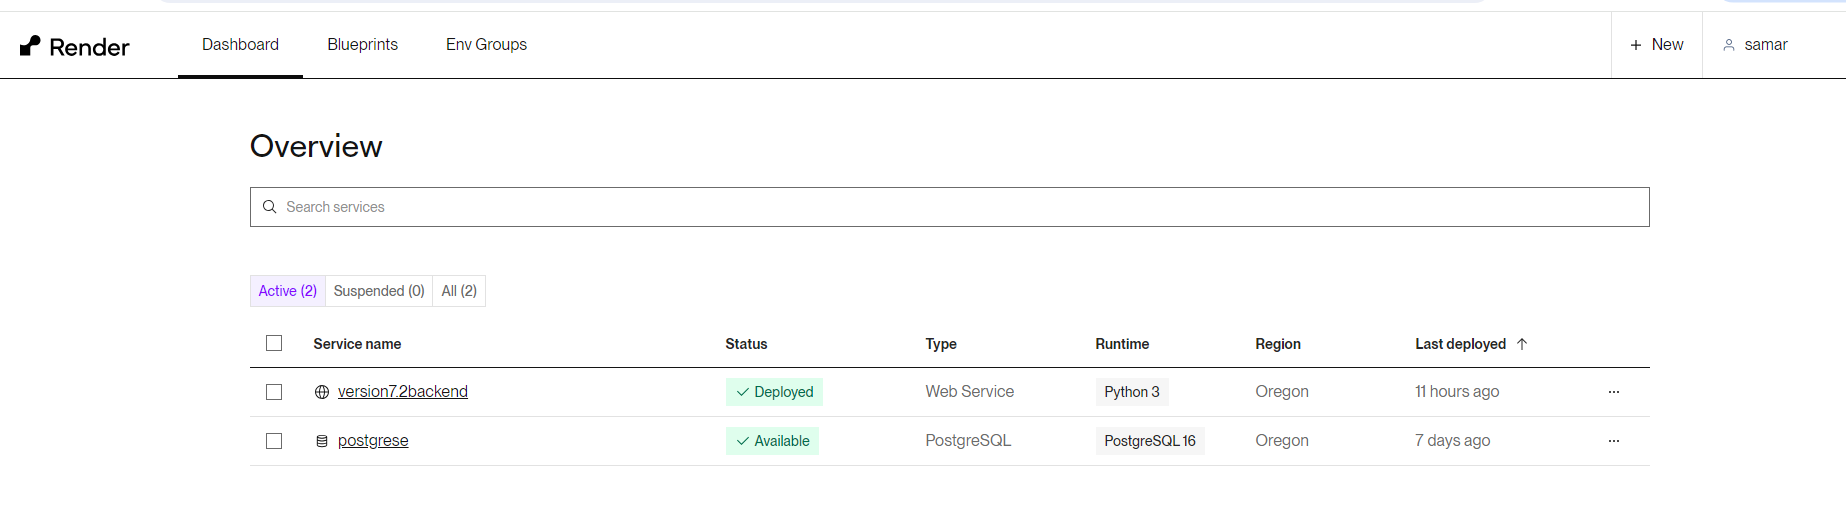 Render Dashboard Blueprints Env Groups + New samar
Overview
Search services
Active (2) Suspended (0) All (2)
Service name Status Type Runtime Region Last deployed ↑
version7.2backend ✓ Deployed Web Service Python 3 Oregon 11 hours ago ...
postgrese ✓ Available PostgreSQL PostgreSQL 16 Oregon 7 days ago ...